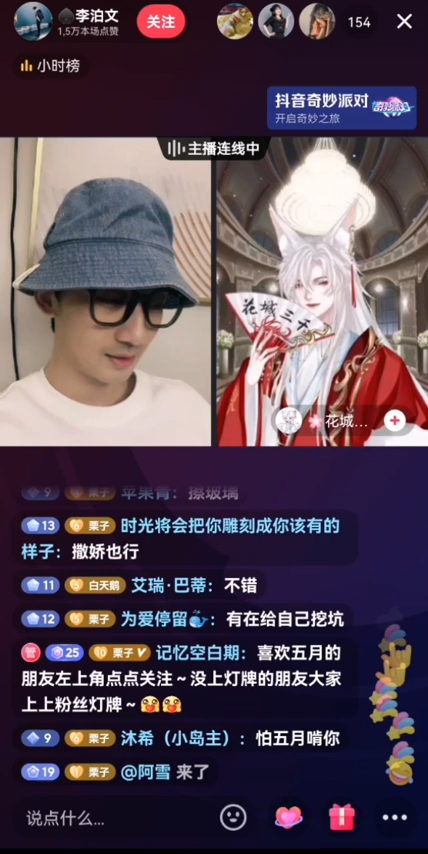 李泊文
1.5万本场点赞
关注
154
小时榜
抖音奇妙派对
开启奇妙之旅
主播连线中
花城三千
花城...
9 栗子 苹果青：擦玻璃
13 6 栗子 时光将会把你雕刻成你该有的
样子：撒娇也行
11 5 白天鹅 艾瑞·巴蒂：不错
12 5 栗子 为爱停留🐳：有在给自己挖坑
管 25 10 栗子 记忆空白期：喜欢五月的
朋友左上角点点关注～没上灯牌的朋友大家
上上粉丝灯牌～
9 6 栗子 沐希（小岛主）：怕五月啃你
19 1 栗子 @阿雪 来了
说点什么...